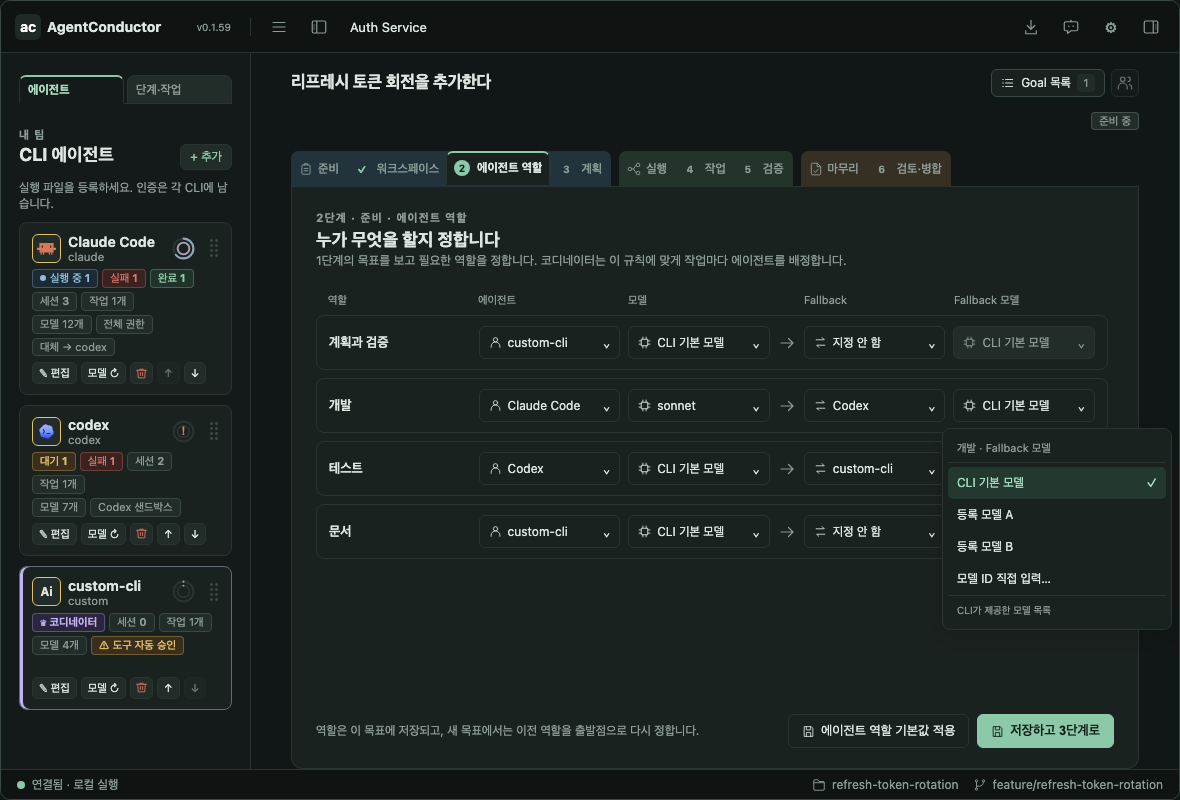 ac AgentConductor v0.1.59 Auth Service
에이전트 단계·작업
내 팀
CLI 에이전트 + 추가
실행 파일을 등록하세요. 인증은 각 CLI에 남
습니다.
Claude Code
claude
실행 중 1 실패 1 완료 1
세션 3 작업 1개
모델 12개 전체 권한
대체 → codex
✎ 편집 모델 ↻ ↑ ↓
codex
codex
!
대기 1 실패 1 세션 2
작업 1개
모델 7개 Codex 샌드박스
✎ 편집 모델 ↻ ↑ ↓
Ai custom-cli
custom
♛ 코디네이터 세션 0 작업 1개
모델 4개 ⚠ 도구 자동 승인
✎ 편집 모델 ↻ ↑ ↓
리프레시 토큰 회전을 추가한다
Goal 목록 1
준비 중
준비 ✓ 워크스페이스 2 에이전트 역할 3 계획 실행 4 작업 5 검증 마무리 6 검토·병합
2단계 · 준비 · 에이전트 역할
누가 무엇을 할지 정합니다
1단계의 목표를 보고 필요한 역할을 정합니다. 코디네이터는 이 규칙에 맞게 작업마다 에이전트를 배정합니다.
역할 에이전트 모델 Fallback Fallback 모델
계획과 검증 custom-cli CLI 기본 모델 → 지정 안 함 CLI 기본 모델
개발 Claude Code sonnet → Codex CLI 기본 모델
테스트 Codex CLI 기본 모델 → custom-cli
문서 custom-cli CLI 기본 모델 → 지정 안 함
개발 · Fallback 모델
CLI 기본 모델 ✓
등록 모델 A
등록 모델 B
모델 ID 직접 입력...
CLI가 제공한 모델 목록
역할은 이 목표에 저장되고, 새 목표에서는 이전 역할을 출발점으로 다시 정합니다.
에이전트 역할 기본값 적용 저장하고 3단계로
연결됨 · 로컬 실행 refresh-token-rotation feature/refresh-token-rotation